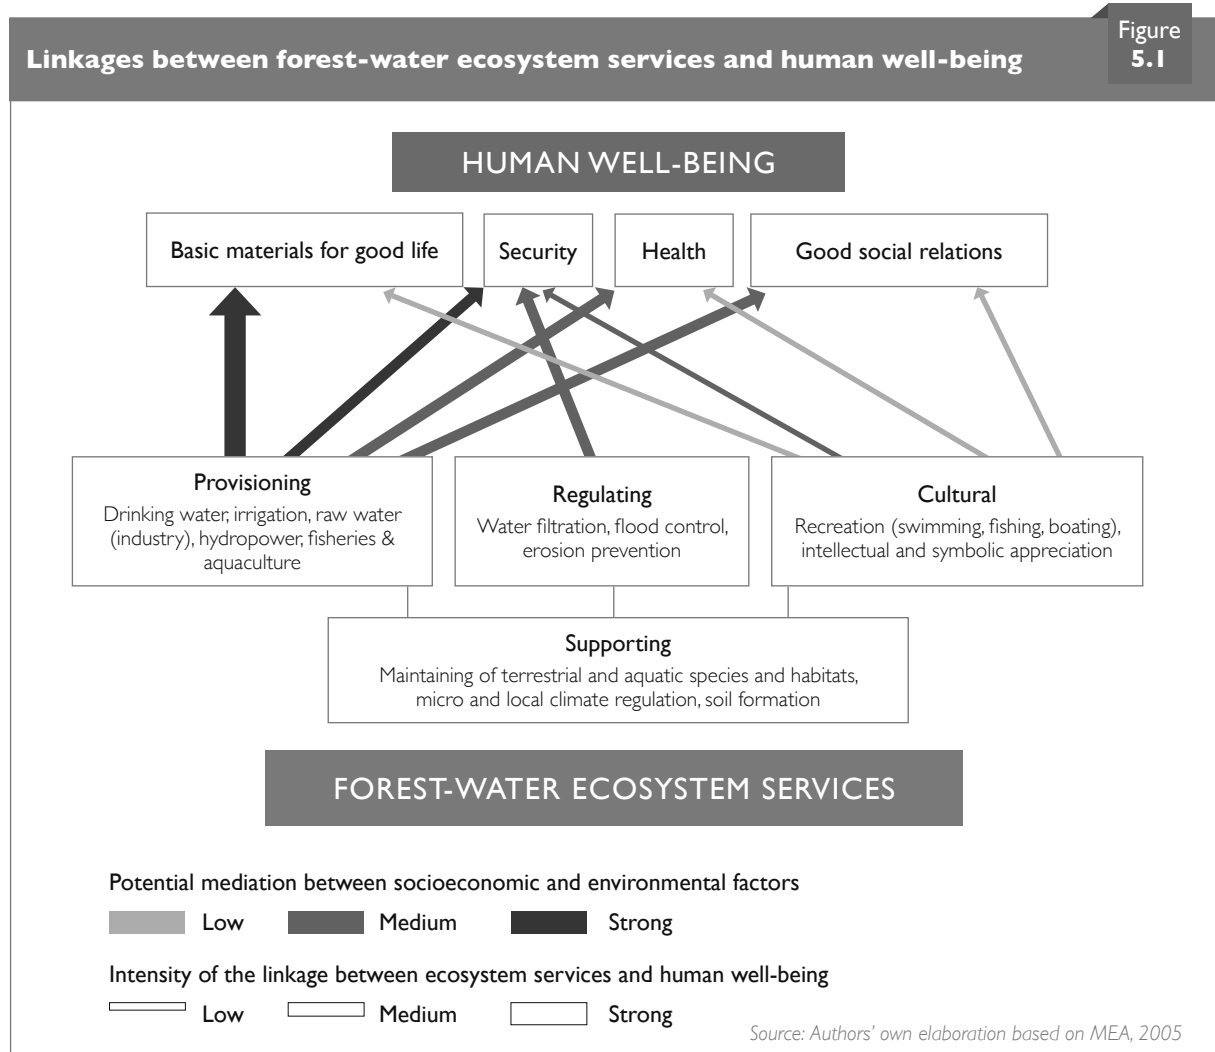 Linkages between forest-water ecosystem services and human well-being
Figure
5.1
HUMAN WELL-BEING
Basic materials for good life
Security
Health
Good social relations
Provisioning
Drinking water, irrigation, raw water
(industry), hydropower, fisheries &
aquaculture
Regulating
Water filtration, flood control,
erosion prevention
Cultural
Recreation (swimming, fishing, boating),
intellectual and symbolic appreciation
Supporting
Maintaining of terrestrial and aquatic species and habitats,
micro and local climate regulation, soil formation
FOREST-WATER ECOSYSTEM SERVICES
Potential mediation between socioeconomic and environmental factors
Low
Medium
Strong
Intensity of the linkage between ecosystem services and human well-being
Low
Medium
Strong
Source: Authors' own elaboration based on MEA, 2005